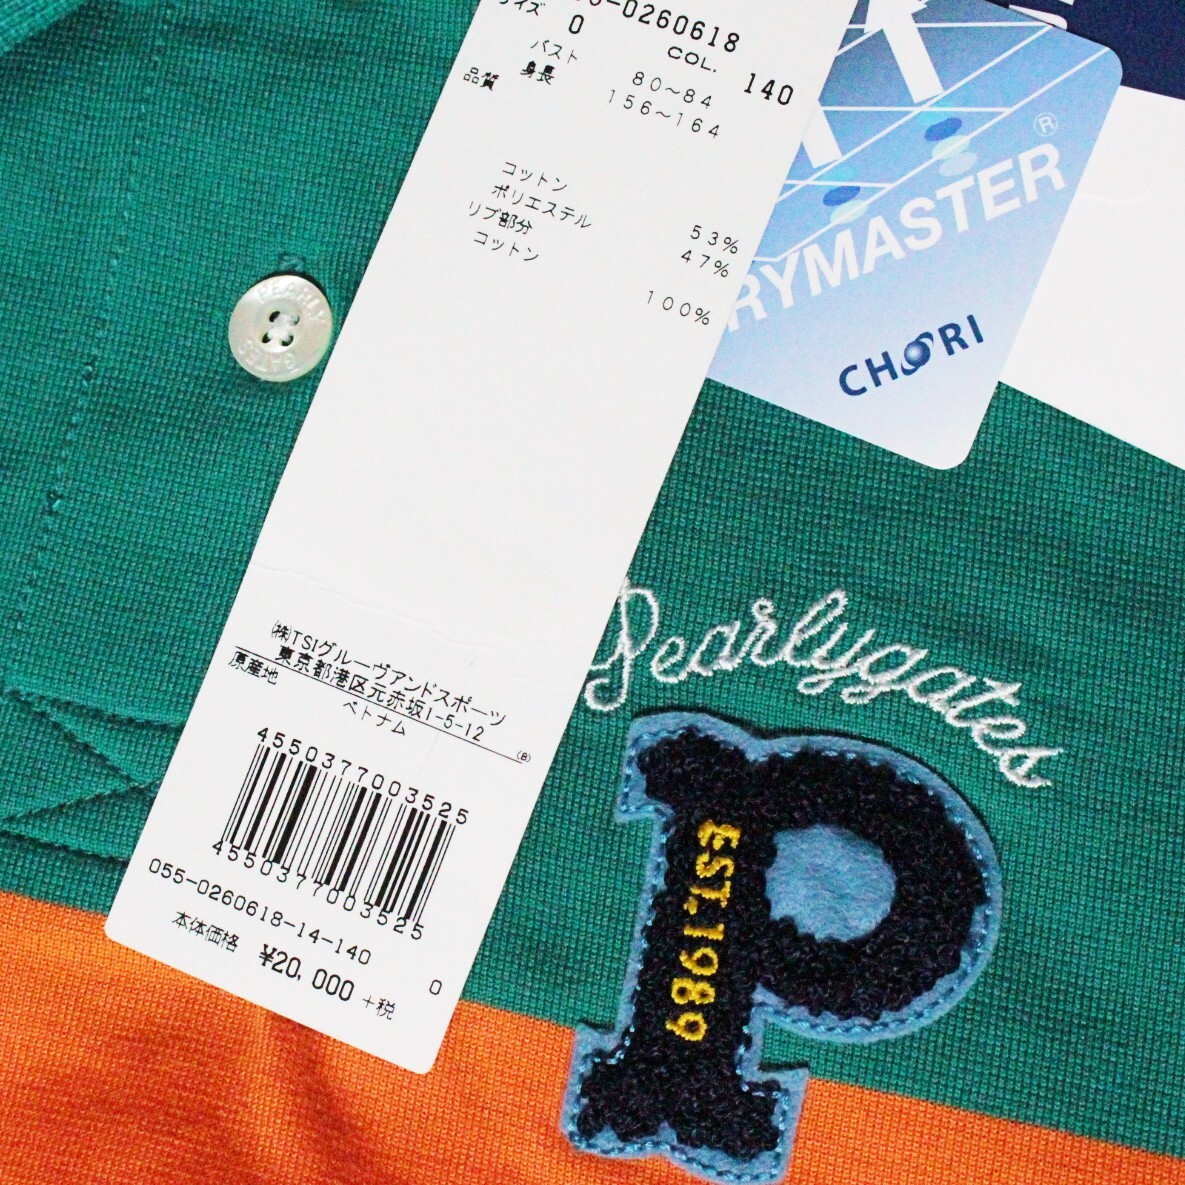 サイズ
0
55-0260618
COL. 140
バスト 80〜84
身長 156〜164
品質
コットン 53%
ポリエステル 47%
リブ部分
コットン 100%
㈱TSIグルーヴアンドスポーツ
東京都港区元赤坂1-5-12
原産地 ベトナム
(B)
4550377003525
4550377003525
055-0260618-14-140 0
本体価格 ¥20,000 +税
RYMASTER®
CHORI
PEARLY
GATES
Pearlygates
P
EST.1989